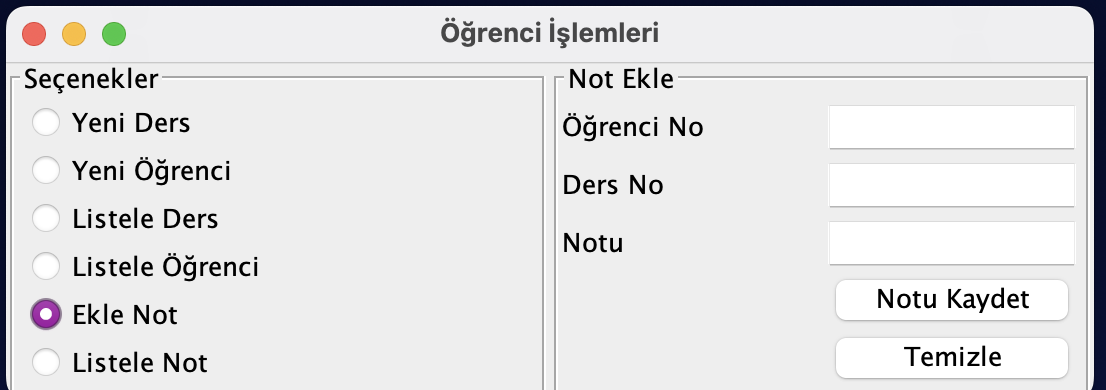 Öğrenci İşlemleri
Seçenekler
Yeni Ders
Yeni Öğrenci
Listele Ders
Listele Öğrenci
Ekle Not
Listele Not
Not Ekle
Öğrenci No
Ders No
Notu
Notu Kaydet
Temizle